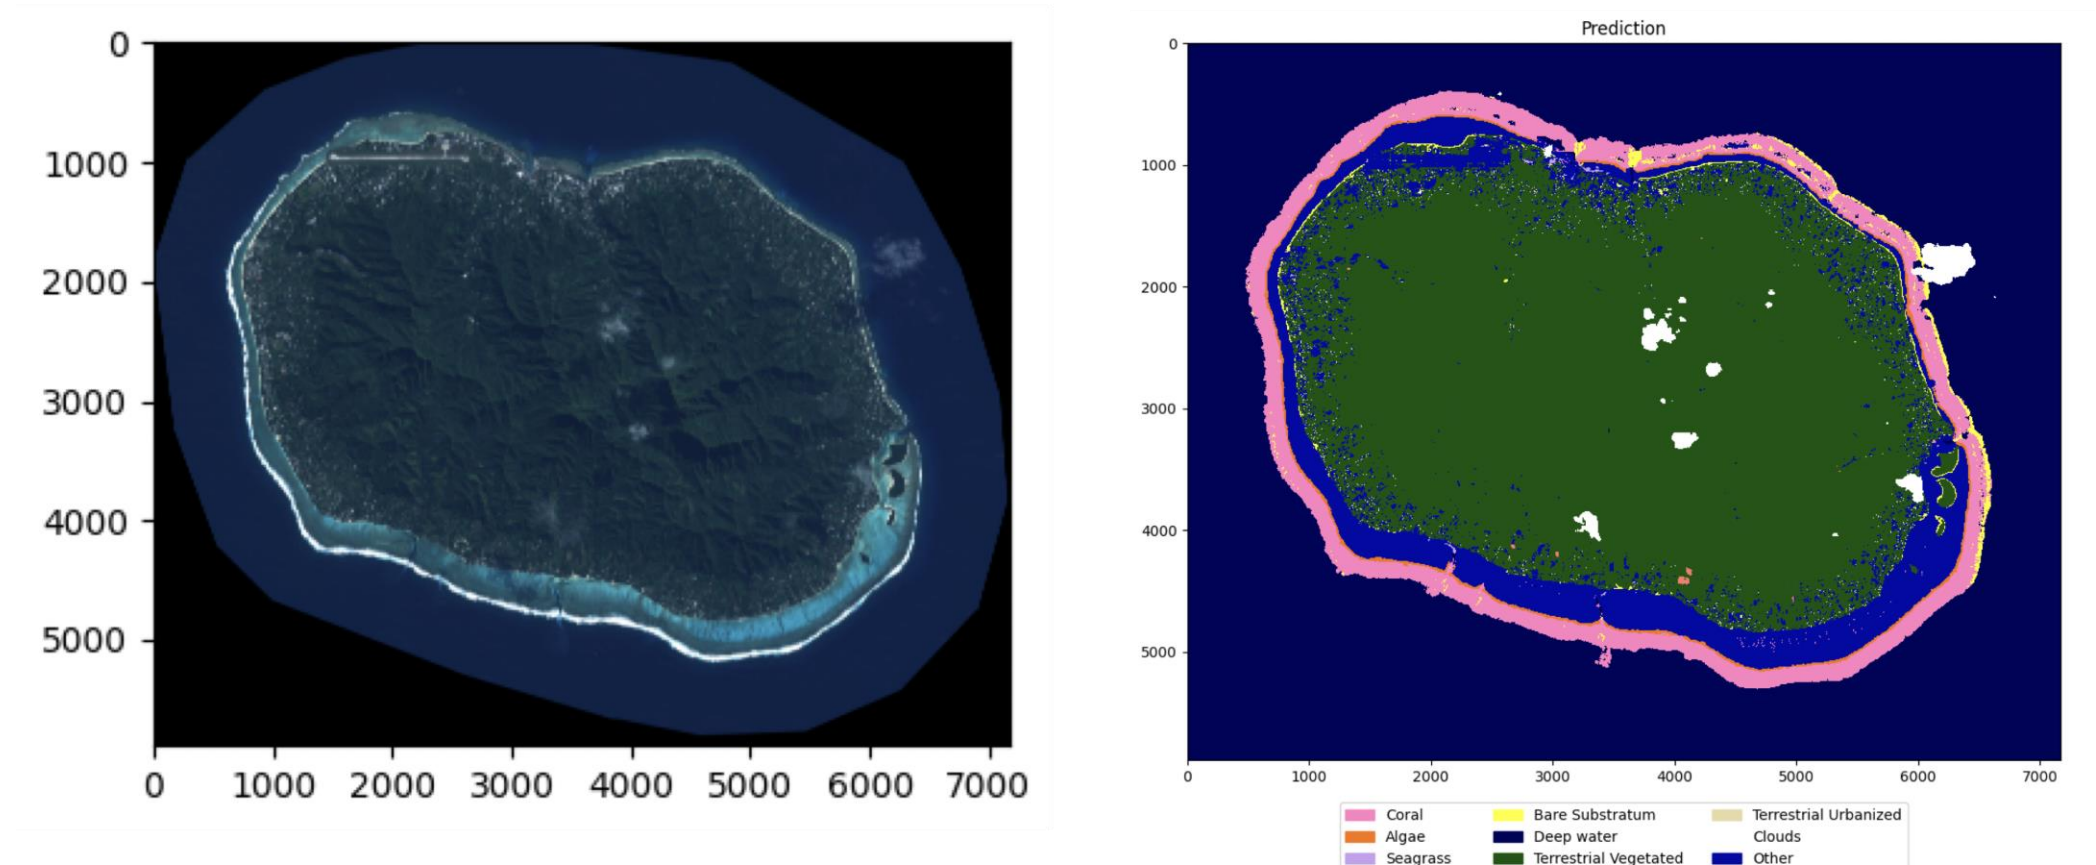 0
1000
2000
3000
4000
5000
0 1000 2000 3000 4000 5000 6000 7000
Prediction
0
1000
2000
3000
4000
5000
0 1000 2000 3000 4000 5000 6000 7000
Coral Bare Substratum Terrestrial Urbanized
Algae Deep water Clouds
Seagrass Terrestrial Vegetated Other